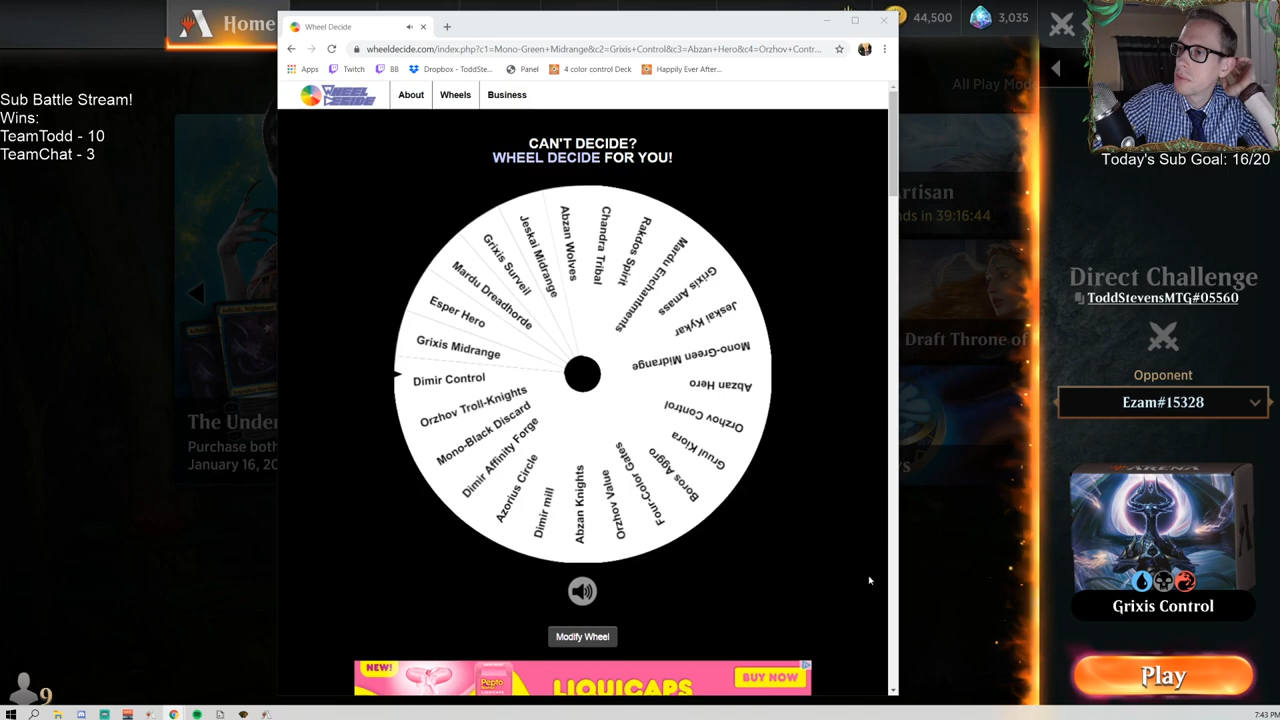 Home
44,500
3,035
Wheel Decide
wheeldecide.com/index.php?c1=Mono-Green+Midrange&c2=Grixis+Control&c3=Abzan+Hero&c4=Orzhov+Contr...
Apps
Twitch
BB
Dropbox - ToddSte...
Panel
4 color control Deck
Happily Ever After...
WHEEL DECIDE
About
Wheels
Business
Sub Battle Stream!
Wins:
TeamTodd - 10
TeamChat - 3
All Play Mod
Today's Sub Goal: 16/20
CAN'T DECIDE?
WHEEL DECIDE FOR YOU!
Abzan Wolves
Chandra Tribal
Rakdos Spirit
Mardu Enchantments
Grixis Amass
Jeskai Kykar
Mono-Green Midrange
Abzan Hero
Orzhov Control
Gruul Kiora
Boros Aggro
Four-Color Gates
Orzhov Value
Abzan Knights
Dimir mill
Azorius Circle
Dimir Affinity Forge
Mono-Black Discard
Orzhov Troll-Knights
Dimir Control
Grixis Midrange
Esper Hero
Mardu Dreadhorde
Grixis Surveil
Jeskai Midrange
Artisan
nds in 39:16:44
Draft Throne of
The Under
Purchase both
January 16, 20
Direct Challenge
ToddStevensMTG#05560
Opponent
Ezam#15328
ARENA
Grixis Control
Play
Modify Wheel
NEW!
Pepto
LIQUICAPS
BUY NOW
9
7:43 PM